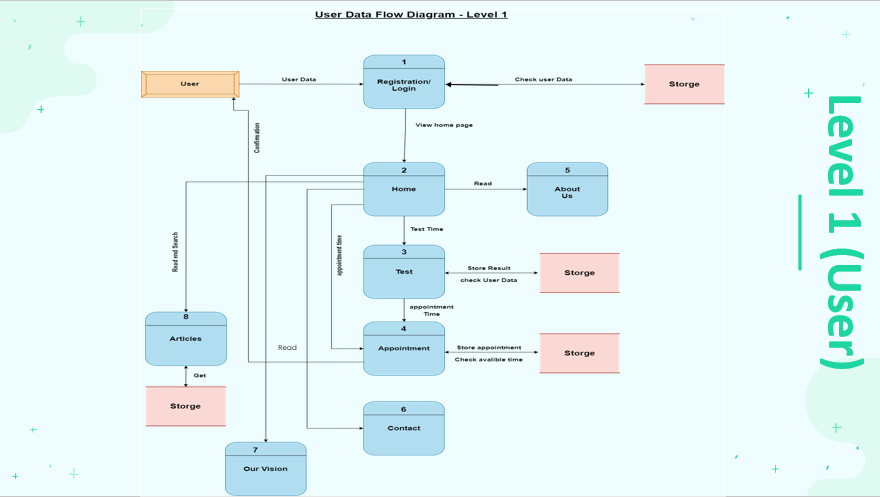 User Data Flow Diagram - Level 1
1
User
User Data
Registration/
Login
Check user Data
Storge
View home page
Confirmation
2
Home
Read
5
About
Us
Test Time
Read end Search
appointment time
3
Test
Store Result
check User Data
Storge
appointment
Time
8
Articles
4
Appointment
Store appointment
Check avalible time
Storge
Read
Get
Storge
6
Contact
7
Our Vision
Level 1 (User)